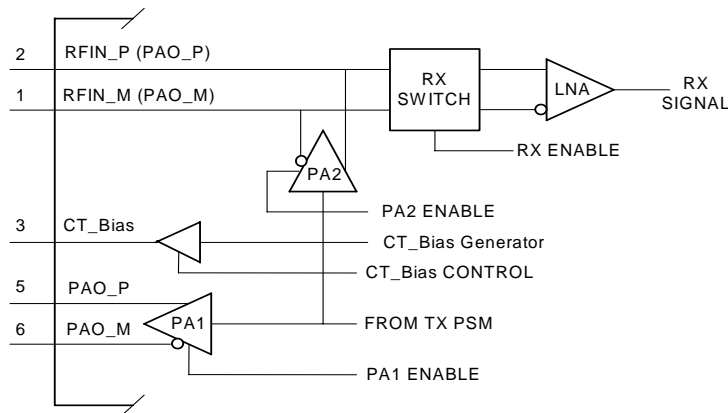 2 RFIN_P (PAO_P)
1 RFIN_M (PAO_M)
RX
SWITCH
LNA
RX
SIGNAL
RX ENABLE
PA2
PA2 ENABLE
3 CT_Bias
CT_Bias Generator
CT_Bias CONTROL
5 PAO_P
6 PAO_M
PA1
FROM TX PSM
PA1 ENABLE